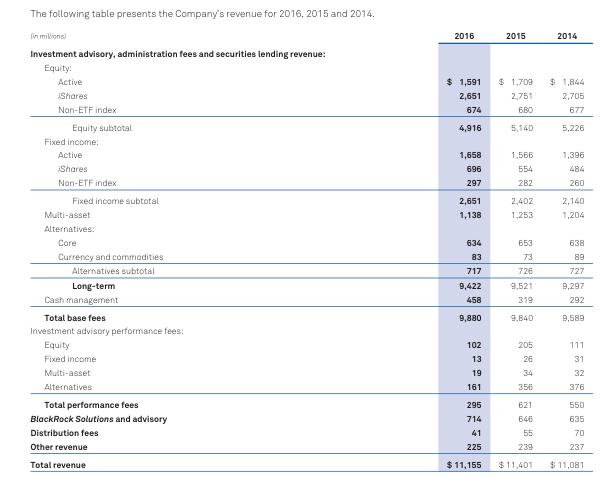 The following table presents the Company's revenue for 2016, 2015 and 2014.
(in millions) 2016 2015 2014
Investment advisory, administration fees and securities lending revenue:
Equity:
Active $ 1,591 $ 1,709 $ 1,844
iShares 2,651 2,751 2,705
Non-ETF index 674 680 677
Equity subtotal 4,916 5,140 5,226
Fixed income:
Active 1,658 1,566 1,396
iShares 696 554 484
Non-ETF index 297 282 260
Fixed income subtotal 2,651 2,402 2,140
Multi-asset 1,138 1,253 1,204
Alternatives:
Core 634 653 638
Currency and commodities 83 73 89
Alternatives subtotal 717 726 727
Long-term 9,422 9,521 9,297
Cash management 458 319 292
Total base fees 9,880 9,840 9,589
Investment advisory performance fees:
Equity 102 205 111
Fixed income 13 26 31
Multi-asset 19 34 32
Alternatives 161 356 376
Total performance fees 295 621 550
BlackRock Solutions and advisory 714 646 635
Distribution fees 41 55 70
Other revenue 225 239 237
Total revenue $ 11,155 $ 11,401 $ 11,081